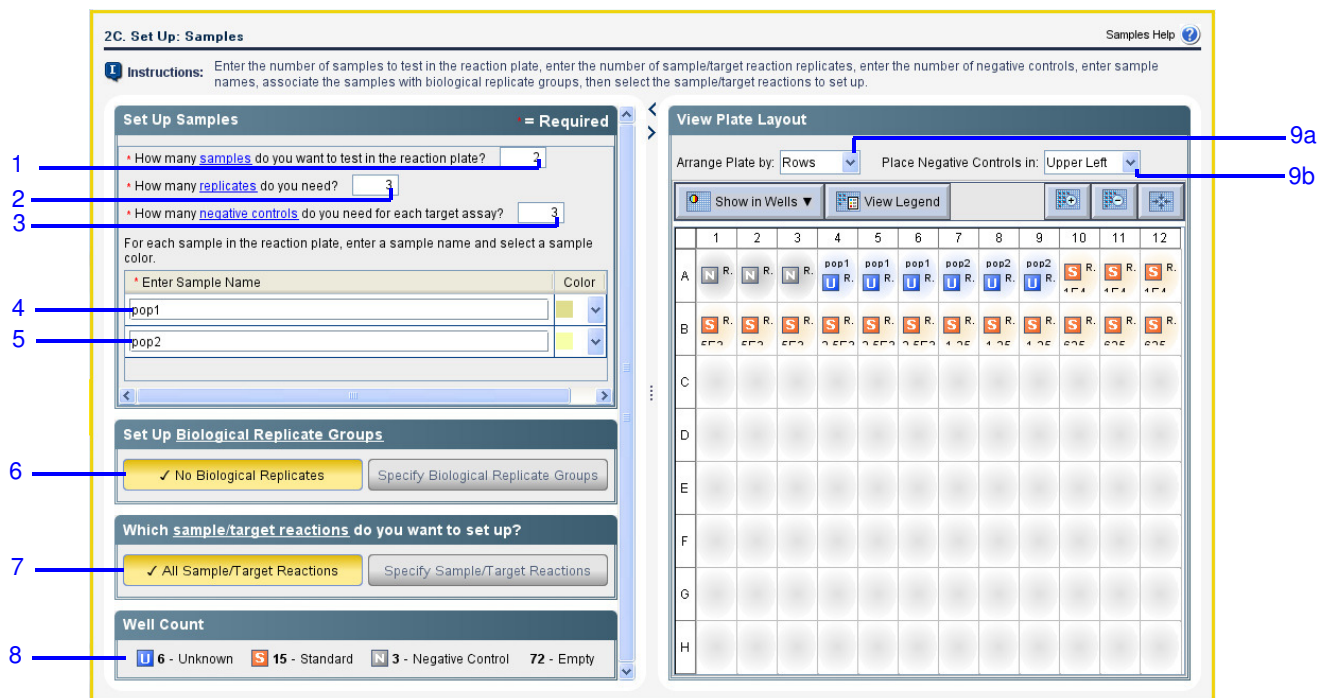 2C. Set Up: Samples
Samples Help ?
Instructions: Enter the number of samples to test in the reaction plate, enter the number of sample/target reaction replicates, enter the number of negative controls, enter sample
names, associate the samples with biological replicate groups, then select the sample/target reactions to set up.
Set Up Samples
* = Required
1
* How many samples do you want to test in the reaction plate? 2
2
* How many replicates do you need? 3
3
* How many negative controls do you need for each target assay? 3
For each sample in the reaction plate, enter a sample name and select a sample
color.
* Enter Sample Name Color
4
pop1
5
pop2
Set Up Biological Replicate Groups
6
✓ No Biological Replicates
Specify Biological Replicate Groups
Which sample/target reactions do you want to set up?
7
✓ All Sample/Target Reactions
Specify Sample/Target Reactions
Well Count
8
U 6 - Unknown S 15 - Standard N 3 - Negative Control 72 - Empty
View Plate Layout
9a
Arrange Plate by: Rows
Place Negative Controls in: Upper Left
9b
Show in Wells ▼
View Legend
1 2 3 4 5 6 7 8 9 10 11 12
pop1 pop1 pop1 pop2 pop2 pop2
A N R. N R. N R. U R. U R. U R. U R. U R. U R. S R. S R. S R.
B S R. S R. S R. S R. S R. S R. S R. S R. S R. S R. S R. S R.
C
D
E
F
G
H